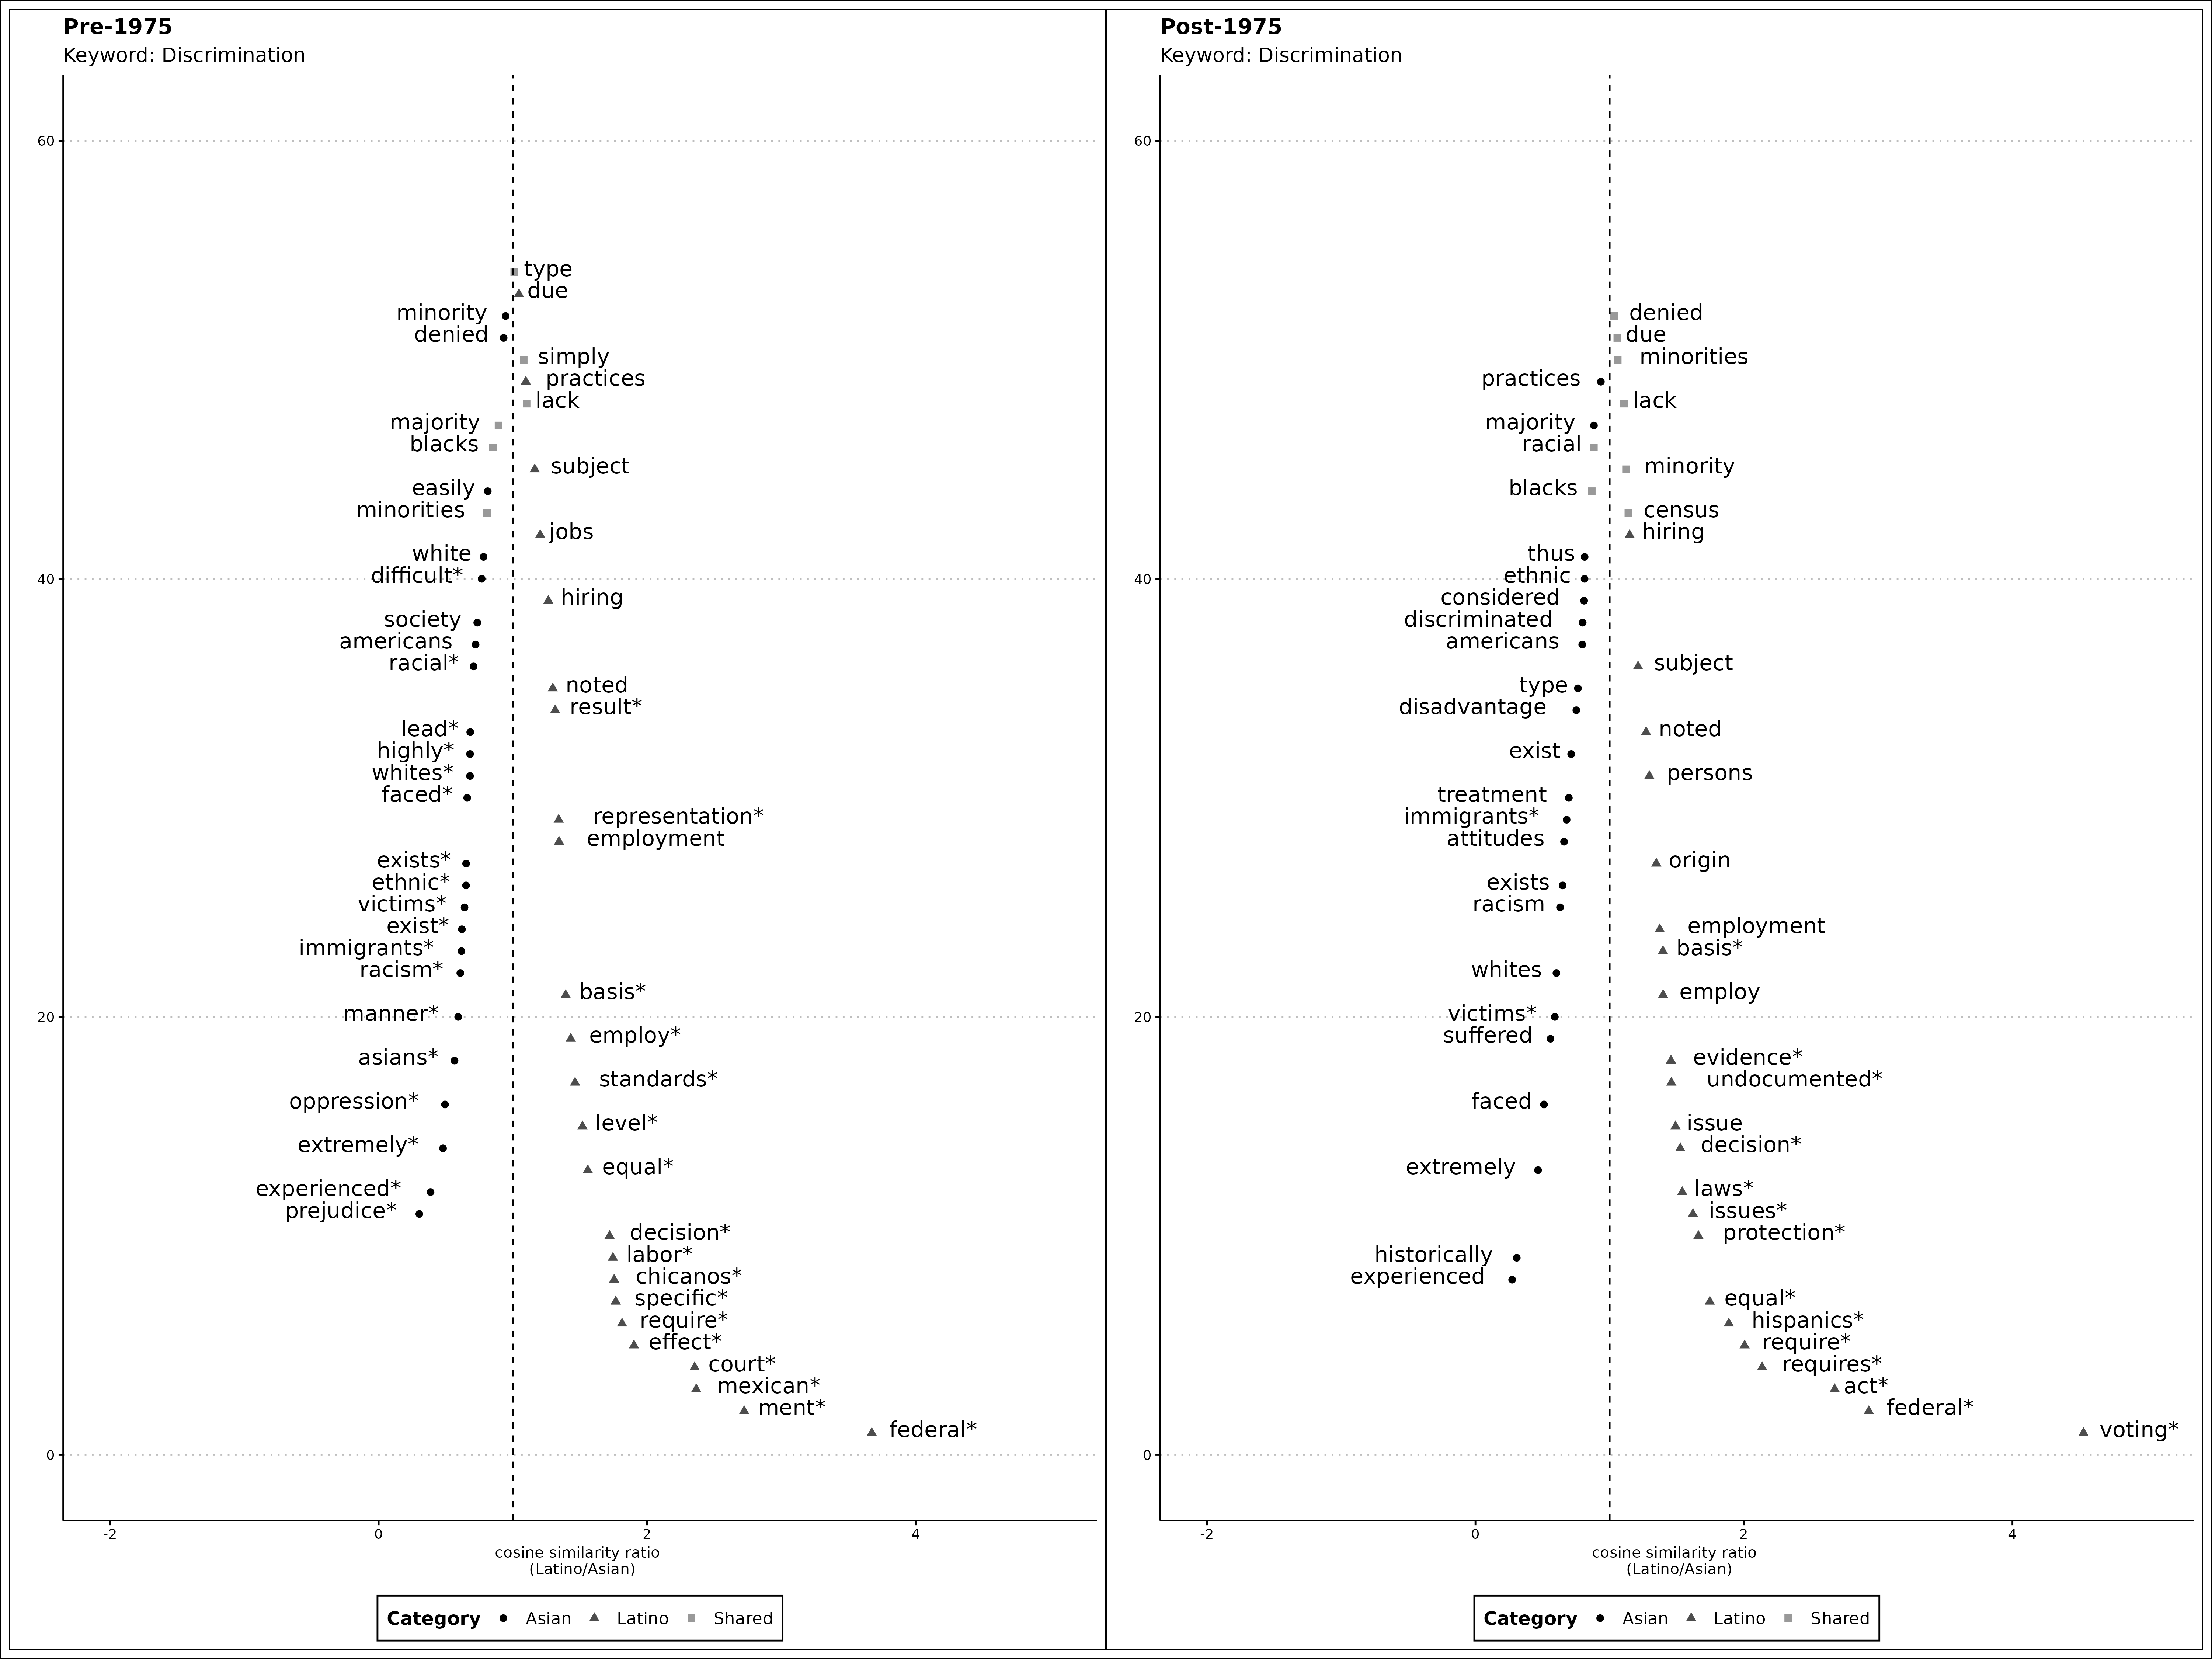 Pre-1975
Keyword: Discrimination
60
40
20
0
type
due
minority
denied
simply
practices
lack
majority
blacks
subject
easily
minorities
jobs
white
difficult*
hiring
society
americans
racial*
noted
result*
lead*
highly*
whites*
faced*
representation*
employment
exists*
ethnic*
victims*
exist*
immigrants*
racism*
basis*
manner*
employ*
asians*
standards*
oppression*
level*
extremely*
equal*
experienced*
prejudice*
decision*
labor*
chicanos*
specific*
require*
effect*
court*
mexican*
ment*
federal*
-2 0 2 4
cosine similarity ratio
(Latino/Asian)
Category Asian Latino Shared
Post-1975
Keyword: Discrimination
60
40
20
0
denied
due
minorities
practices
lack
majority
racial
minority
blacks
census
hiring
thus
ethnic
considered
discriminated
americans
subject
type
disadvantage
noted
exist
persons
treatment
immigrants*
attitudes
origin
exists
racism
employment
basis*
whites
employ
victims*
suffered
evidence*
undocumented*
faced
issue
decision*
extremely
laws*
issues*
protection*
historically
experienced
equal*
hispanics*
require*
requires*
act*
federal*
voting*
-2 0 2 4
cosine similarity ratio
(Latino/Asian)
Category Asian Latino Shared